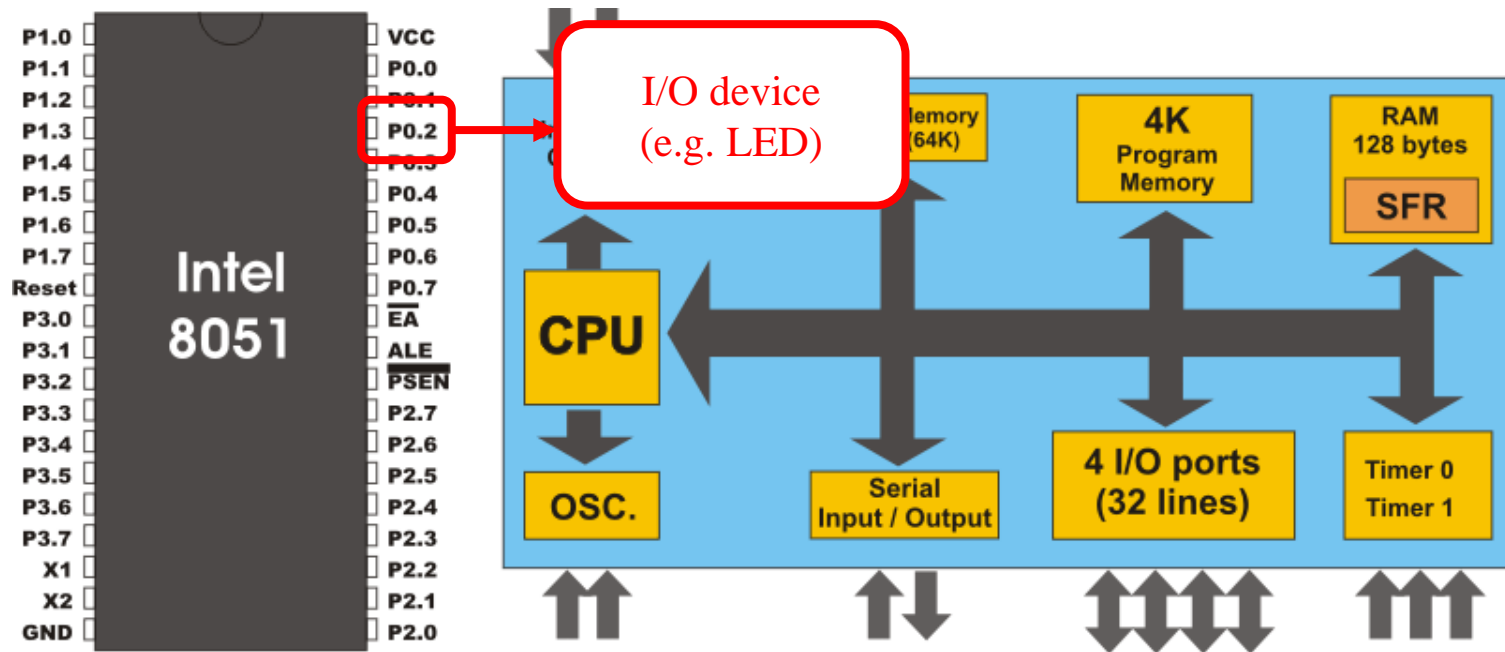 P1.0
P1.1
P1.2
P1.3
P1.4
P1.5
P1.6
P1.7
Reset
P3.0
P3.1
P3.2
P3.3
P3.4
P3.5
P3.6
P3.7
X1
X2
GND
Intel
8051
VCC
P0.0
P0.1
P0.2
P0.3
P0.4
P0.5
P0.6
P0.7
EA
ALE
PSEN
P2.7
P2.6
P2.5
P2.4
P2.3
P2.2
P2.1
P2.0
I/O device
(e.g. LED)
(64K)
4K
Program
Memory
RAM
128 bytes
SFR
CPU
OSC.
Serial
Input / Output
4 I/O ports
(32 lines)
Timer 0
Timer 1